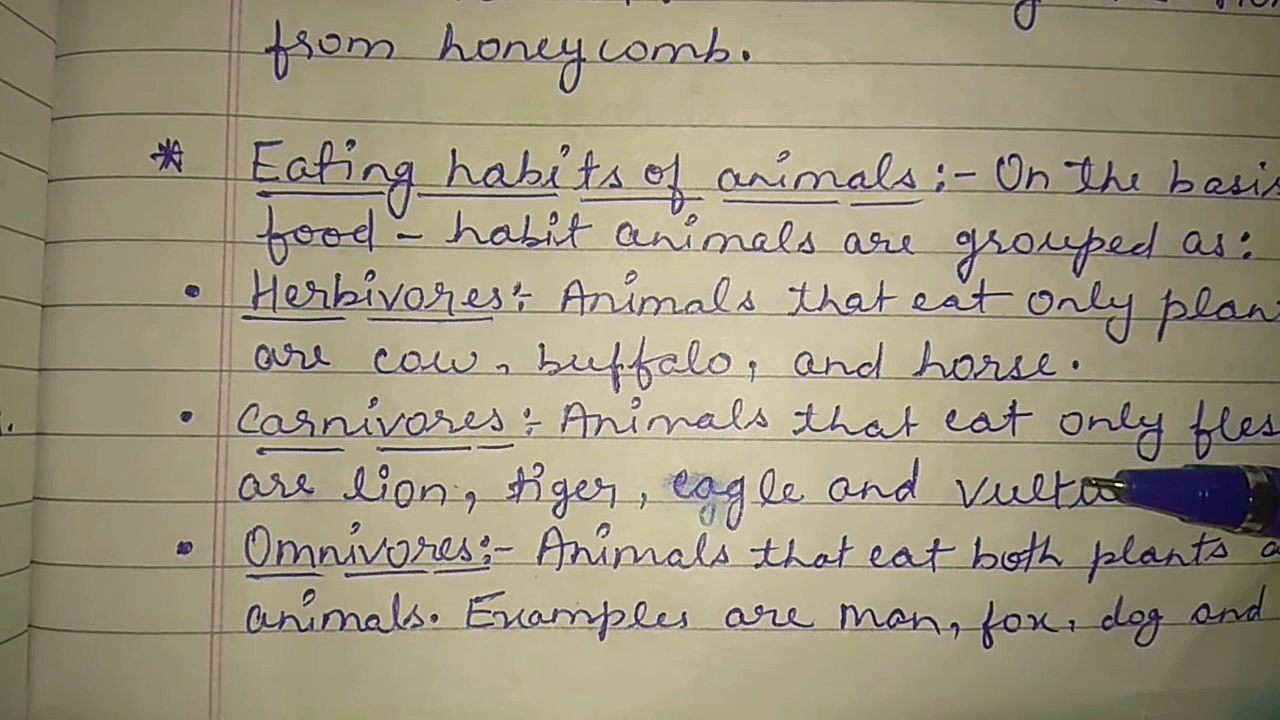 from honeycomb.
* Eating habits of animals :- On the basis
food - habit animals are grouped as :
• Herbivores :- Animals that eat only plan
are cow, buffalo, and horse.
• Carnivores :- Animals that eat only fles
are lion, tiger, eagle and vultu
• Omnivores :- Animals that eat both plants a
animals. Examples are man, fox, dog and